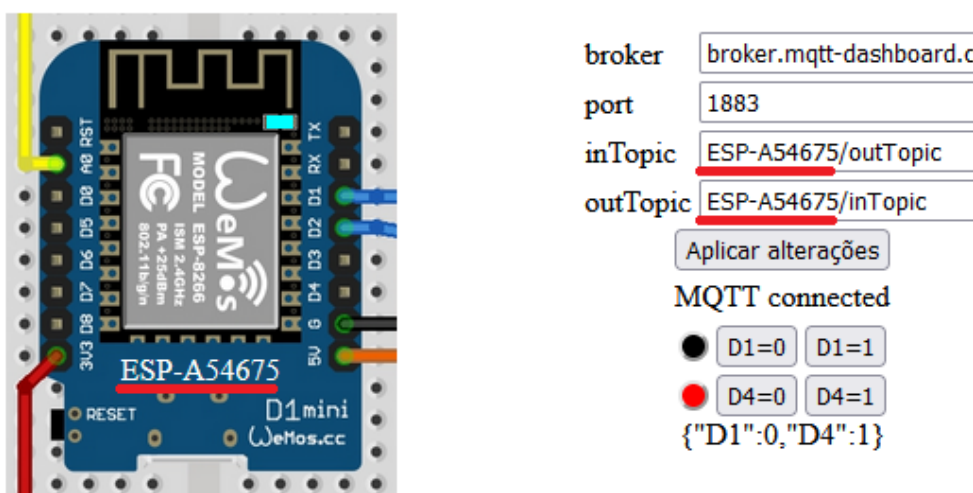 RST
A0
D0
D5
D6
D7
D8
3V3
TX
RX
D1
D2
D3
D4
G
5V
WeMos
MODEL ESP-8266
ISM 2.4GHz
PA +25dBm
802.11b/g/n
FC
ESP-A54675
RESET
D1mini
WeMos.cc
broker broker.mqtt-dashboard.c
port 1883
inTopic ESP-A54675/outTopic
outTopic ESP-A54675/inTopic
Aplicar alterações
MQTT connected
D1=0 D1=1
D4=0 D4=1
{"D1":0,"D4":1}